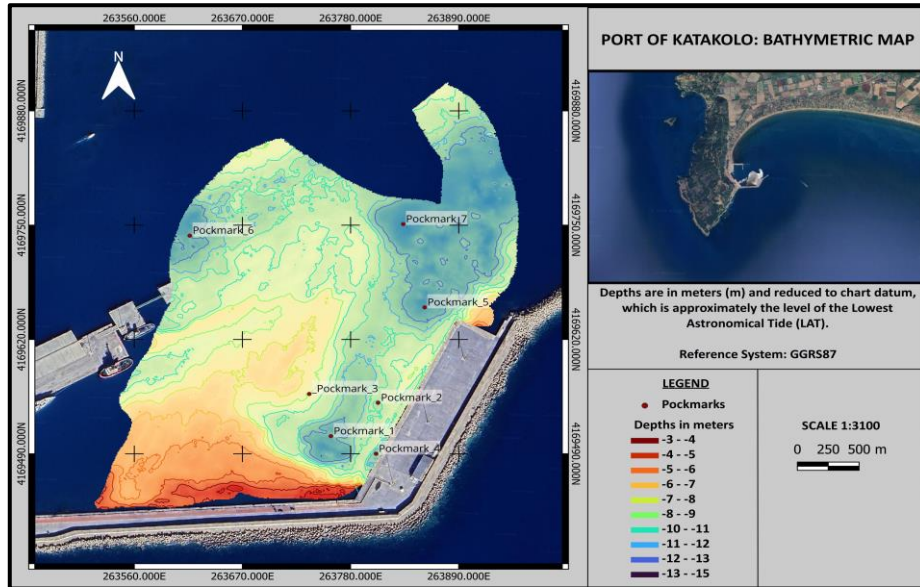 263560.000E 263670.000E 263780.000E 263890.000E
N
4169880.000N
4169750.000N
4169620.000N
4169490.000N
Pockmark_7
Pockmark_6
Pockmark_5
Pockmark_3
Pockmark_2
Pockmark_1
Pockmark_4
4169880.000N
4169750.000N
4169620.000N
4169490.000N
263560.000E 263670.000E 263780.000E 263890.000E
PORT OF KATAKOLO: BATHYMETRIC MAP
Depths are in meters (m) and reduced to chart datum,
which is approximately the level of the Lowest
Astronomical Tide (LAT).
Reference System: GGRS87
LEGEND
Pockmarks
Depths in meters
-3 - -4
-4 - -5
-5 - -6
-6 - -7
-7 - -8
-8 - -9
-10 - -11
-11 - -12
-12 - -13
-13 - -15
SCALE 1:3100
0 250 500 m